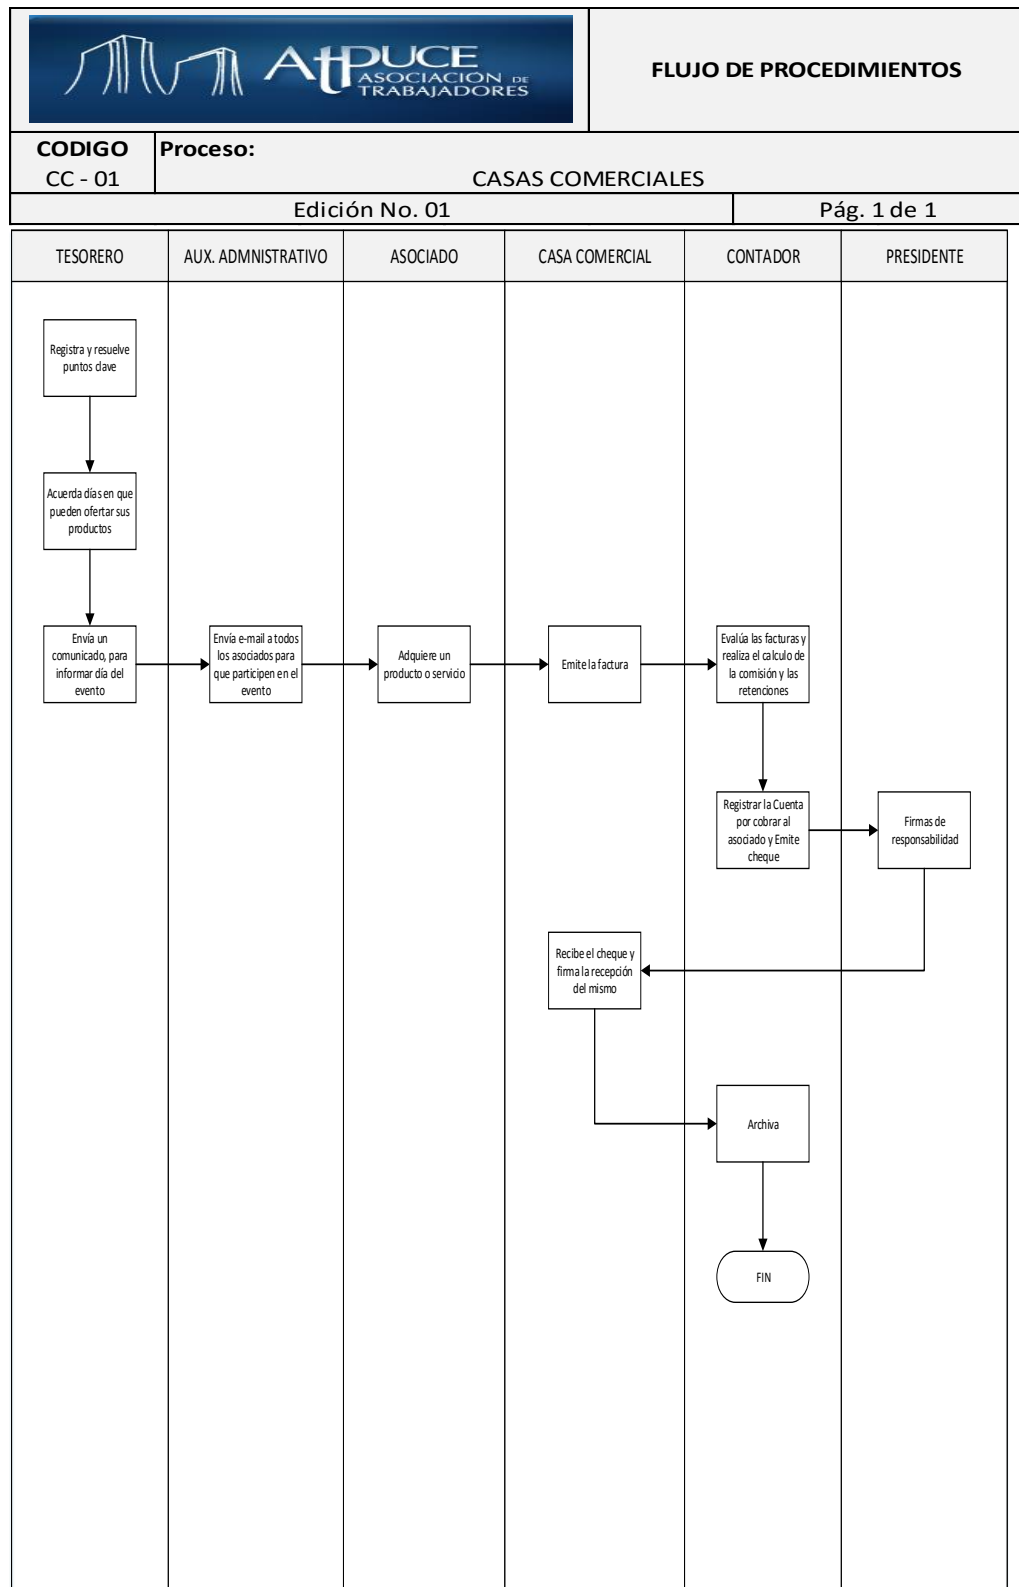 AtPUCE
ASOCIACIÓN DE
TRABAJADORES
FLUJO DE PROCEDIMIENTOS
CODIGO
CC - 01
Proceso:
CASAS COMERCIALES
Edición No. 01
Pág. 1 de 1
TESORERO
AUX. ADMNISTRATIVO
ASOCIADO
CASA COMERCIAL
CONTADOR
PRESIDENTE
Registra y resuelve
puntos clave
Acuerda días en que
pueden ofertar sus
productos
Envía un
comunicado, para
informar día del
evento
Envía e-mail a todos
los asociados para
que participen en el
evento
Adquiere un
producto o servicio
Emite la factura
Evalúa las facturas y
realiza el calculo de
la comisión y las
retenciones
Registrar la Cuenta
por cobrar al
asociado y Emite
cheque
Firmas de
responsabilidad
Recibe el cheque y
firma la recepción
del mismo
Archiva
FIN